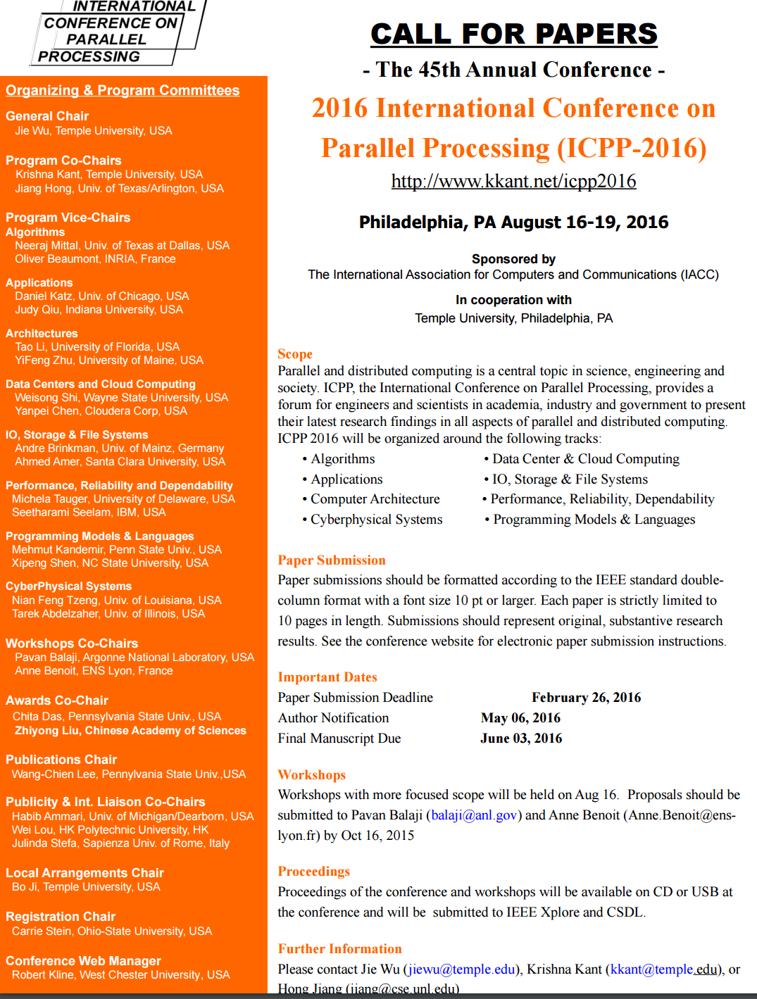 INTERNATIONAL
CONFERENCE ON
PARALLEL
PROCESSING
Organizing & Program Committees
General Chair
Jie Wu, Temple University, USA
Program Co-Chairs
Krishna Kant, Temple University, USA
Jiang Hong, Univ. of Texas/Arlington, USA
Program Vice-Chairs
Algorithms
Neeraj Mittal, Univ. of Texas at Dallas, USA
Oliver Beaumont, INRIA, France
Applications
Daniel Katz, Univ. of Chicago, USA
Judy Qiu, Indiana University, USA
Architectures
Tao Li, University of Florida, USA
YiFeng Zhu, University of Maine, USA
Data Centers and Cloud Computing
Weisong Shi, Wayne State University, USA
Yanpei Chen, Cloudera Corp, USA
IO, Storage & File Systems
Andre Brinkman, Univ. of Mainz, Germany
Ahmed Amer, Santa Clara University, USA
Performance, Reliability and Dependability
Michela Tauger, University of Delaware, USA
Seetharami Seelam, IBM, USA
Programming Models & Languages
Mehmut Kandemir, Penn State Univ., USA
Xipeng Shen, NC State University, USA
CyberPhysical Systems
Nian Feng Tzeng, Univ. of Louisiana, USA
Tarek Abdelzaher, Univ. of Illinois, USA
Workshops Co-Chairs
Pavan Balaji, Argonne National Laboratory, USA
Anne Benoit, ENS Lyon, France
Awards Co-Chair
Chita Das, Pennsylvania State Univ., USA
Zhiyong Liu, Chinese Academy of Sciences
Publications Chair
Wang-Chien Lee, Pennylvania State Univ.,USA
Publicity & Int. Liaison Co-Chairs
Habib Ammari, Univ. of Michigan/Dearborn, USA
Wei Lou, HK Polytechnic University, HK
Julinda Stefa, Sapienza Univ. of Rome, Italy
Local Arrangements Chair
Bo Ji, Temple University, USA
Registration Chair
Carrie Stein, Ohio-State University, USA
Conference Web Manager
Robert Kline, West Chester University, USA
CALL FOR PAPERS
- The 45th Annual Conference -
2016 International Conference on
Parallel Processing (ICPP-2016)
http://www.kkant.net/icpp2016
Philadelphia, PA August 16-19, 2016
Sponsored by
The International Association for Computers and Communications (IACC)
In cooperation with
Temple University, Philadelphia, PA
Scope
Parallel and distributed computing is a central topic in science, engineering and
society. ICPP, the International Conference on Parallel Processing, provides a
forum for engineers and scientists in academia, industry and government to present
their latest research findings in all aspects of parallel and distributed computing.
ICPP 2016 will be organized around the following tracks:
• Algorithms • Data Center & Cloud Computing
• Applications • IO, Storage & File Systems
• Computer Architecture • Performance, Reliability, Dependability
• Cyberphysical Systems • Programming Models & Languages
Paper Submission
Paper submissions should be formatted according to the IEEE standard double-
column format with a font size 10 pt or larger. Each paper is strictly limited to
10 pages in length. Submissions should represent original, substantive research
results. See the conference website for electronic paper submission instructions.
Important Dates
Paper Submission Deadline February 26, 2016
Author Notification May 06, 2016
Final Manuscript Due June 03, 2016
Workshops
Workshops with more focused scope will be held on Aug 16. Proposals should be
submitted to Pavan Balaji (balaji@anl.gov) and Anne Benoit (Anne.Benoit@ens-
lyon.fr) by Oct 16, 2015
Proceedings
Proceedings of the conference and workshops will be available on CD or USB at
the conference and will be submitted to IEEE Xplore and CSDL.
Further Information
Please contact Jie Wu (jiewu@temple.edu), Krishna Kant (kkant@temple.edu), or
Hong Jiang (jiang@cse.unl.edu)